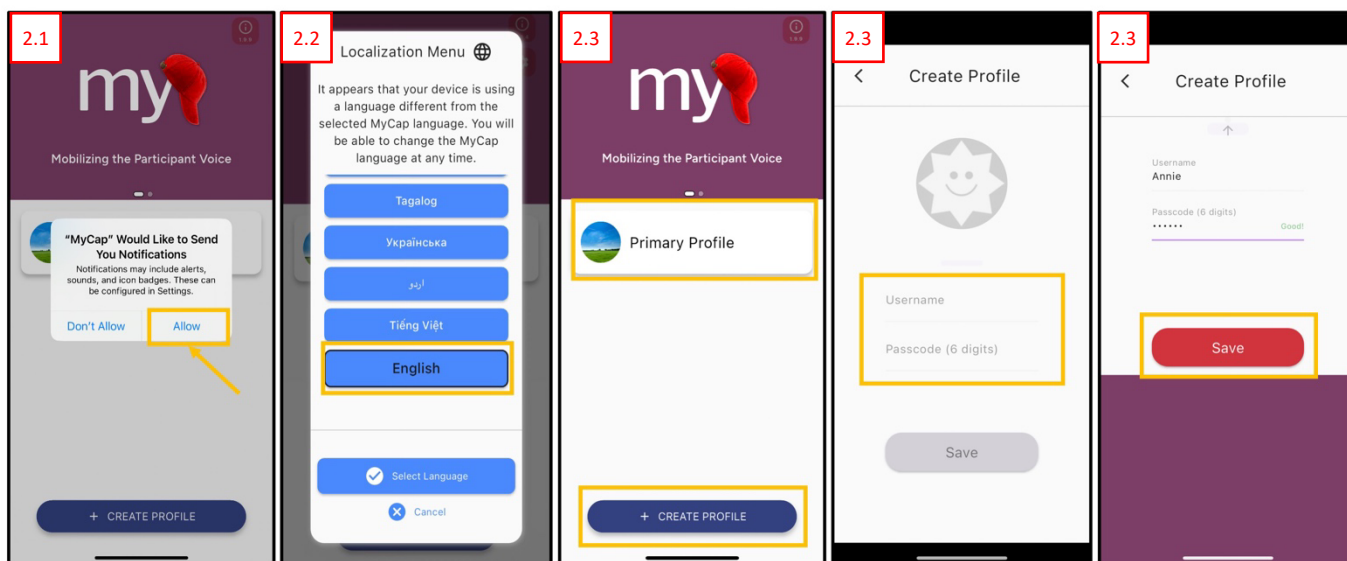 2.1
my
Mobilizing the Participant Voice
"MyCap" Would Like to Send
You Notifications
Notifications may include alerts,
sounds, and icon badges. These can
be configured in Settings.
Don't Allow
Allow
+ CREATE PROFILE
2.2
Localization Menu
It appears that your device is using
a language different from the
selected MyCap language. You will
be able to change the MyCap
language at any time.
Tagalog
Українська
اردو
Tiếng Việt
English
Select Language
Cancel
2.3
my
Mobilizing the Participant Voice
Primary Profile
+ CREATE PROFILE
2.3
Create Profile
Username
Passcode (6 digits)
Save
2.3
Create Profile
Username
Annie
Passcode (6 digits)
••••••
Good!
Save